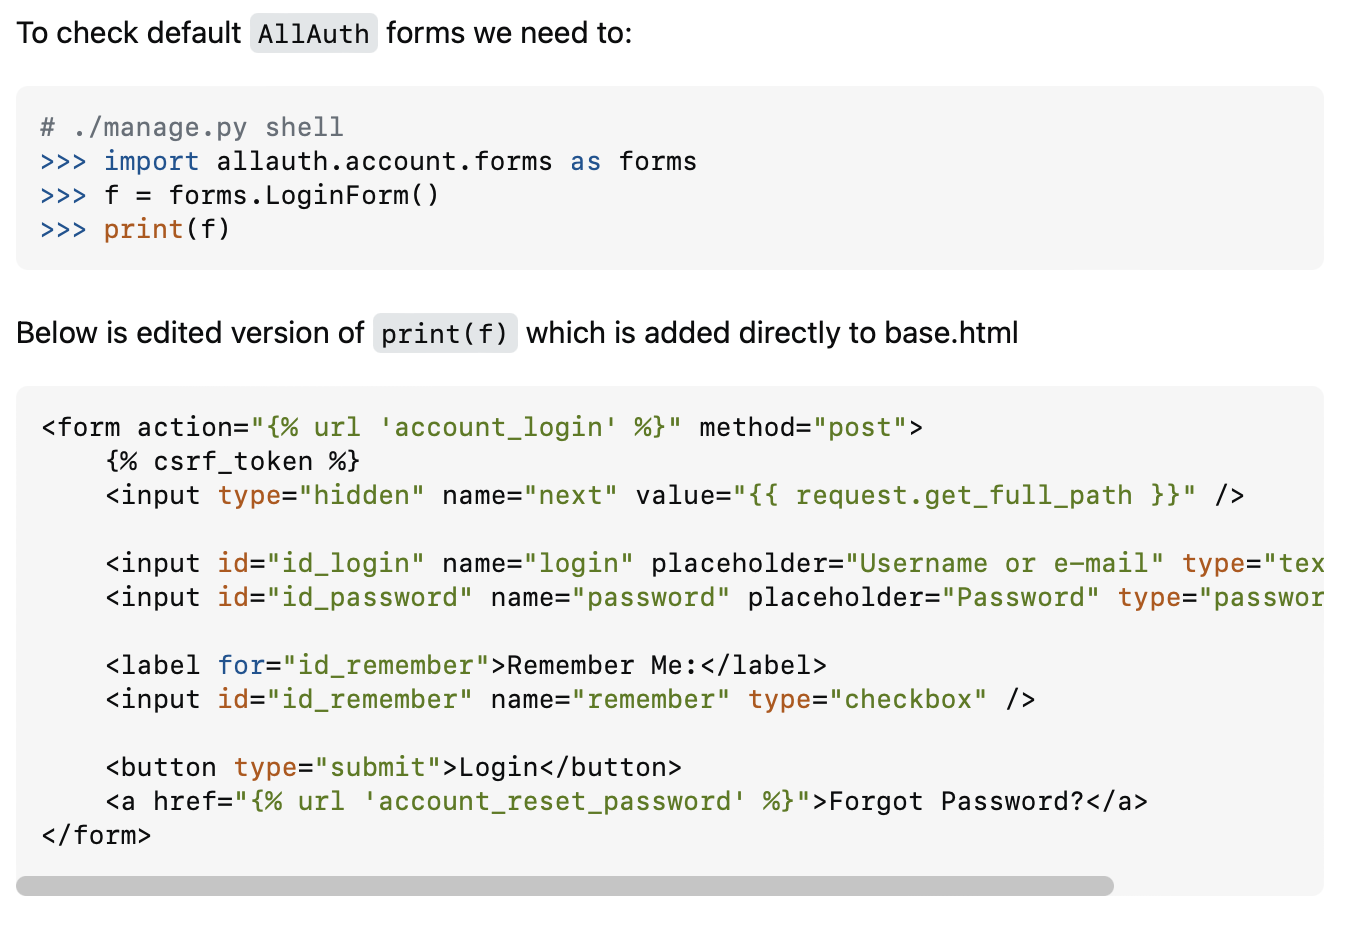 To check default AllAuth forms we need to:
# ./manage.py shell
>>> import allauth.account.forms as forms
>>> f = forms.LoginForm()
>>> print(f)
Below is edited version of print(f) which is added directly to base.html
<form action="{% url 'account_login' %}" method="post">
    {% csrf_token %}
    <input type="hidden" name="next" value="{{ request.get_full_path }}" />
    <input id="id_login" name="login" placeholder="Username or e-mail" type="tex
    <input id="id_password" name="password" placeholder="Password" type="passwor
    <label for="id_remember">Remember Me:</label>
    <input id="id_remember" name="remember" type="checkbox" />
    <button type="submit">Login</button>
    <a href="{% url 'account_reset_password' %}">Forgot Password?</a>
</form>